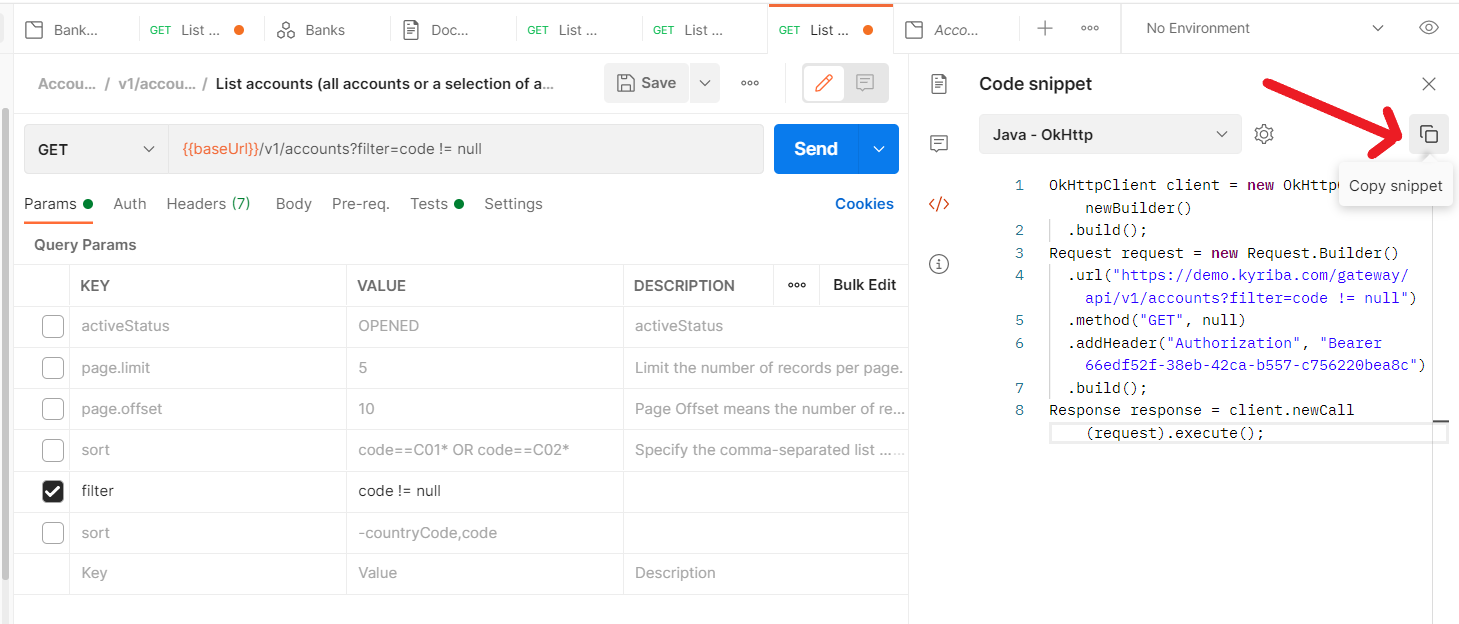 Bank...
GET List ...
Banks
Doc...
GET List ...
GET List ...
GET List ...
Acco...
No Environment
Accou... / v1/accou... / List accounts (all accounts or a selection of a...
Save
GET
{{baseUrl}}/v1/accounts?filter=code != null
Send
Params
Auth
Headers (7)
Body
Pre-req.
Tests
Settings
Cookies
Query Params
KEY VALUE DESCRIPTION ooo Bulk Edit
activeStatus OPENED activeStatus
page.limit 5 Limit the number of records per page.
page.offset 10 Page Offset means the number of re...
sort code==C01* OR code==C02* Specify the comma-separated list ...
filter code != null
sort -countryCode,code
Key Value Description
Code snippet
Java - OkHttp
Copy snippet
1 OkHttpClient client = new
newBuilder()
2 .build();
3 Request request = new Request.Builder()
4 .url("https://demo.kyriba.com/gateway/
api/v1/accounts?filter=code != null")
5 .method("GET", null)
6 .addHeader("Authorization", "Bearer
66edf52f-38eb-42ca-b557-c756220bea8c")
7 .build();
8 Response response = client.newCall
(request).execute();